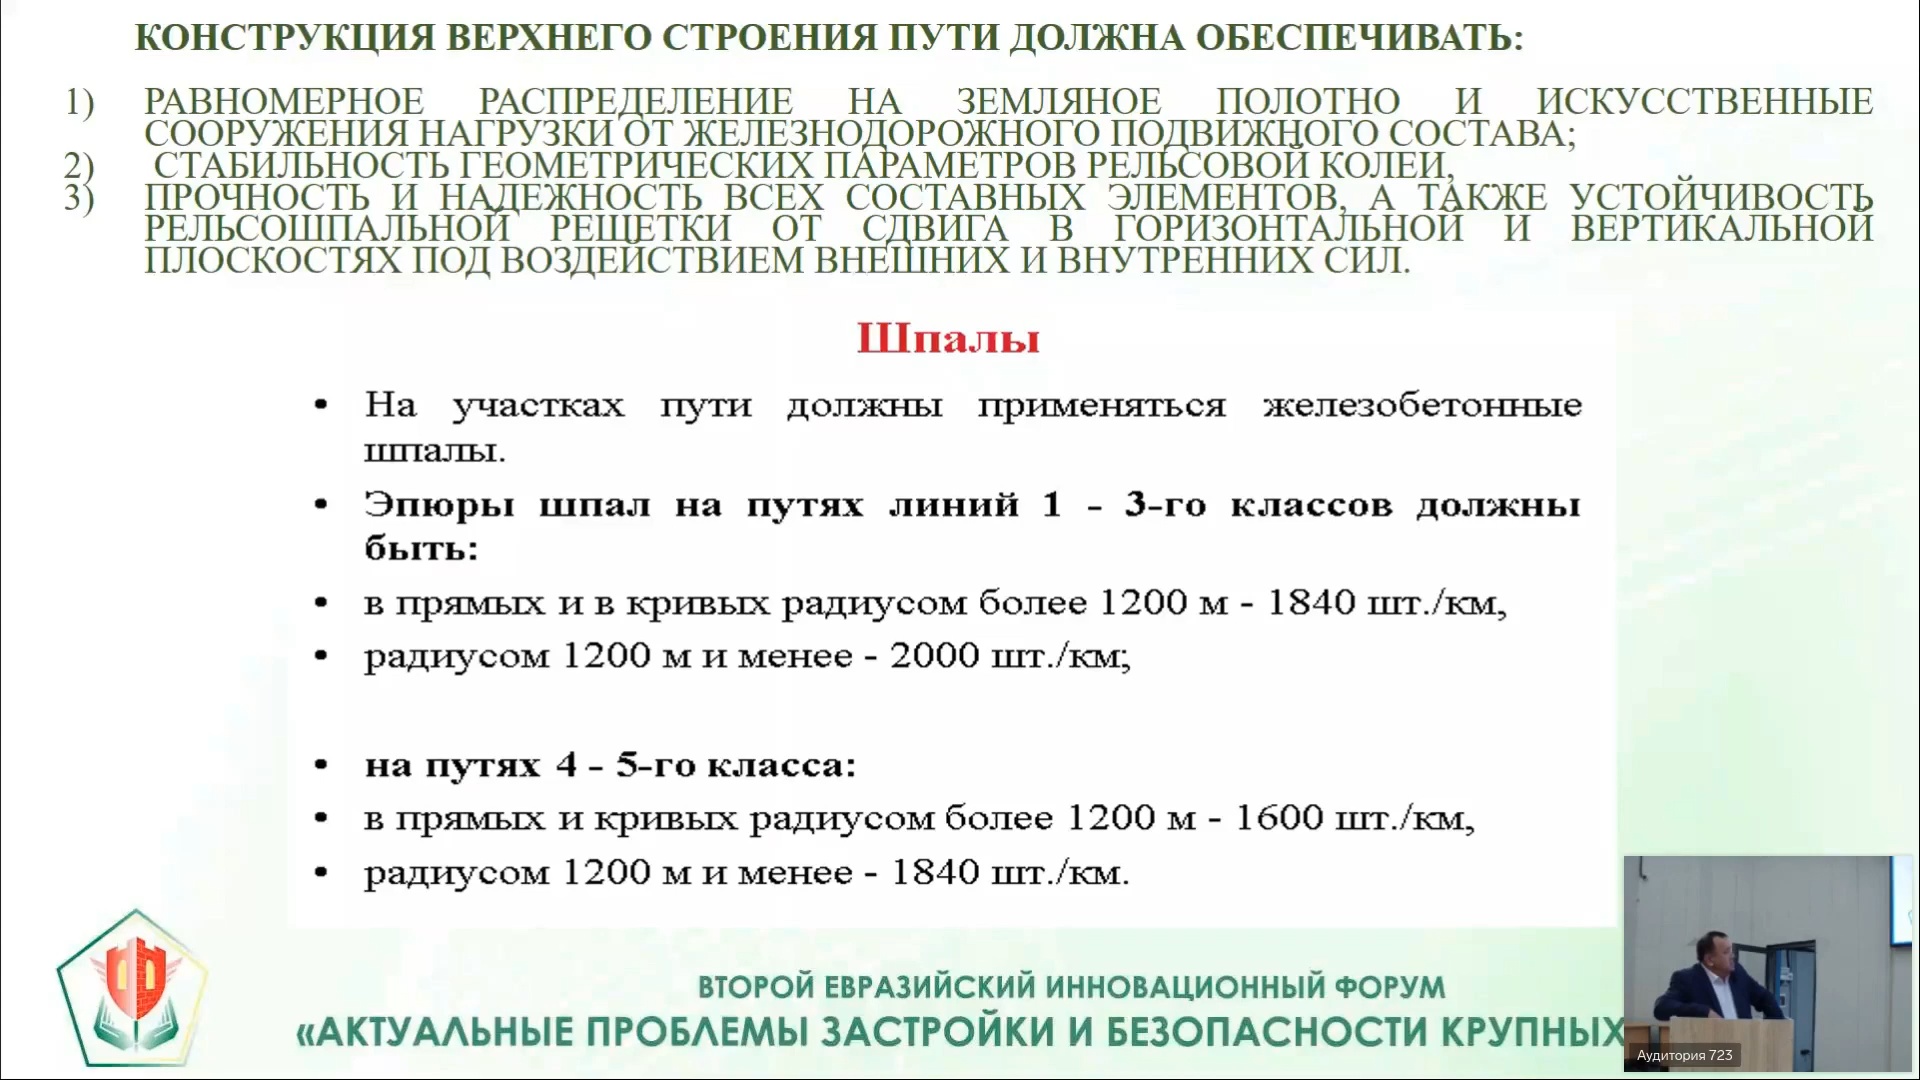 КОНСТРУКЦИЯ ВЕРХНЕГО СТРОЕНИЯ ПУТИ ДОЛЖНА ОБЕСПЕЧИВАТЬ:
1) РАВНОМЕРНОЕ РАСПРЕДЕЛЕНИЕ НА ЗЕМЛЯНОЕ ПОЛОТНО И ИСКУССТВЕННЫЕ
СООРУЖЕНИЯ НАГРУЗКИ ОТ ЖЕЛЕЗНОДОРОЖНОГО ПОДВИЖНОГО СОСТАВА;
2) СТАБИЛЬНОСТЬ ГЕОМЕТРИЧЕСКИХ ПАРАМЕТРОВ РЕЛЬСОВОЙ КОЛЕИ,
3) ПРОЧНОСТЬ И НАДЕЖНОСТЬ ВСЕХ СОСТАВНЫХ ЭЛЕМЕНТОВ, А ТАКЖЕ УСТОЙЧИВОСТЬ
РЕЛЬСОШПАЛЬНОЙ РЕШЕТКИ ОТ СДВИГА В ГОРИЗОНТАЛЬНОЙ И ВЕРТИКАЛЬНОЙ
ПЛОСКОСТЯХ ПОД ВОЗДЕЙСТВИЕМ ВНЕШНИХ И ВНУТРЕННИХ СИЛ.
Шпалы
• На участках пути должны применяться железобетонные
шпалы.
• Эпюры шпал на путях линий 1 - 3-го классов должны
быть:
• в прямых и в кривых радиусом более 1200 м - 1840 шт./км,
• радиусом 1200 м и менее - 2000 шт./км;
• на путях 4 - 5-го класса:
• в прямых и кривых радиусом более 1200 м - 1600 шт./км,
• радиусом 1200 м и менее - 1840 шт./км.
ВТОРОЙ ЕВРАЗИЙСКИЙ ИННОВАЦИОННЫЙ ФОРУМ
«АКТУАЛЬНЫЕ ПРОБЛЕМЫ ЗАСТРОЙКИ И БЕЗОПАСНОСТИ КРУПНЫХ
Аудитория 723